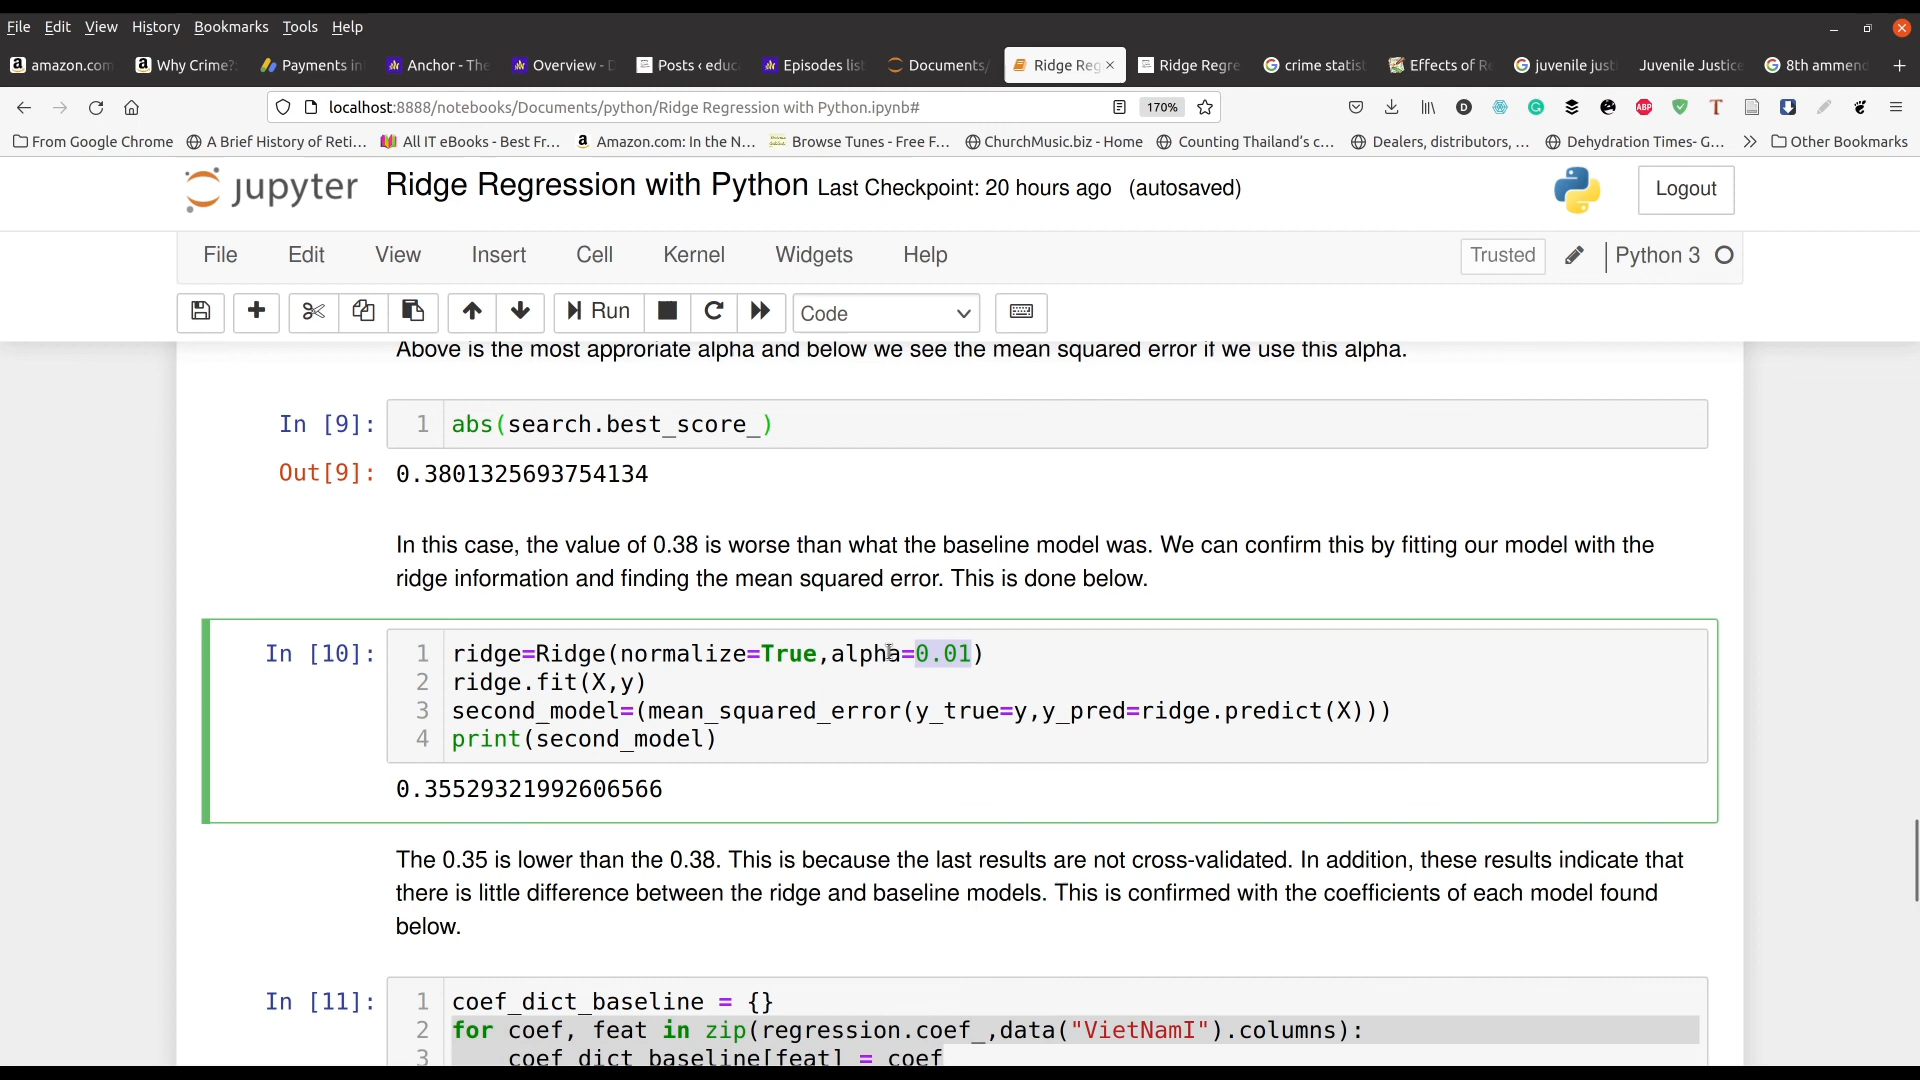 File Edit View History Bookmarks Tools Help
amazon.com Why Crime? Payments in Anchor - The Overview - Posts ‹ educ Episodes lis Documents/ Ridge Reg × Ridge Regre crime statist Effects of Re juvenile just Juvenile Justice 8th ammend
localhost:8888/notebooks/Documents/python/Ridge Regression with Python.ipynb# 170%
From Google Chrome A Brief History of Reti... All IT eBooks - Best Fr... Amazon.com: In the N... Browse Tunes - Free F... ChurchMusic.biz - Home Counting Thailand's c... Dealers, distributors, ... Dehydration Times- G... Other Bookmarks
jupyter Ridge Regression with Python Last Checkpoint: 20 hours ago (autosaved) Logout
File Edit View Insert Cell Kernel Widgets Help Trusted Python 3
Run Code
Above is the most approriate alpha and below we see the mean squared error if we use this alpha.
In [9]: 1 abs(search.best_score_)
Out[9]: 0.3801325693754134
In this case, the value of 0.38 is worse than what the baseline model was. We can confirm this by fitting our model with the
ridge information and finding the mean squared error. This is done below.
In [10]: 1 ridge=Ridge(normalize=True,alpha=0.01)
2 ridge.fit(X,y)
3 second_model=(mean_squared_error(y_true=y,y_pred=ridge.predict(X)))
4 print(second_model)
0.35529321992606566
The 0.35 is lower than the 0.38. This is because the last results are not cross-validated. In addition, these results indicate that
there is little difference between the ridge and baseline models. This is confirmed with the coefficients of each model found
below.
In [11]: 1 coef_dict_baseline = {}
2 for coef, feat in zip(regression.coef_,data("VietNamI").columns):
3 coef_dict_baseline[feat] = coef